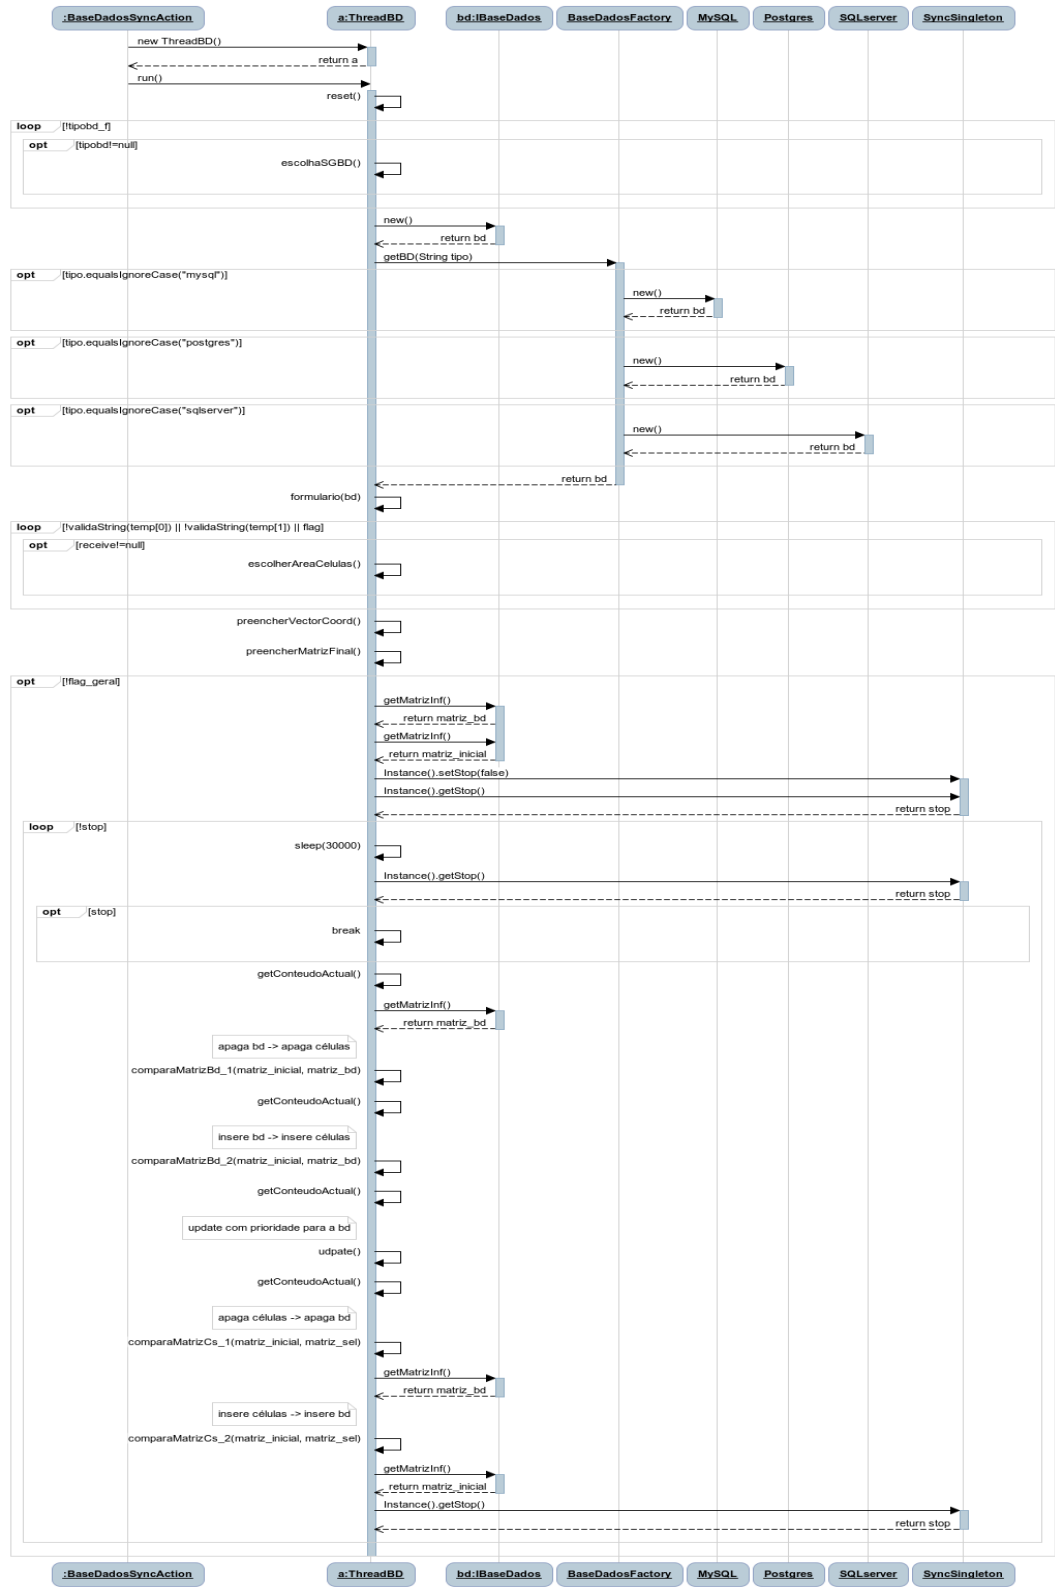 :BaseDadosSyncAction a:ThreadBD bd:IBaseDados BaseDadosFactory MySQL Postgres SQLserver SyncSingleton
new ThreadBD()
return a
run()
reset()
loop [!tipobd_f]
opt [tipobd!=null]
escolhaSGBD()
new()
return bd
getBD(String tipo)
opt [tipo.equalsIgnoreCase("mysql")]
new()
return bd
opt [tipo.equalsIgnoreCase("postgres")]
new()
return bd
opt [tipo.equalsIgnoreCase("sqlserver")]
new()
return bd
return bd
formulario(bd)
loop [!validaString(temp[0]) || !validaString(temp[1]) || flag]
opt [receive!=null]
escolherAreaCelulas()
preencherVectorCoord()
preencherMatrizFinal()
opt [!flag_geral]
getMatrizInf()
return matriz_bd
getMatrizInf()
return matriz_inicial
Instance().setStop(false)
Instance().getStop()
return stop
loop [!stop]
sleep(30000)
Instance().getStop()
return stop
opt [stop]
break
getConteudoActual()
getMatrizInf()
return matriz_bd
apaga bd -> apaga células
comparaMatrizBd_1(matriz_inicial, matriz_bd)
getConteudoActual()
insere bd -> insere células
comparaMatrizBd_2(matriz_inicial, matriz_bd)
getConteudoActual()
update com prioridade para a bd
udpate()
getConteudoActual()
apaga células -> apaga bd
comparaMatrizCs_1(matriz_inicial, matriz_sel)
getMatrizInf()
return matriz_bd
insere células -> insere bd
comparaMatrizCs_2(matriz_inicial, matriz_sel)
getMatrizInf()
return matriz_inicial
Instance().getStop()
return stop
:BaseDadosSyncAction a:ThreadBD bd:IBaseDados BaseDadosFactory MySQL Postgres SQLserver SyncSingleton